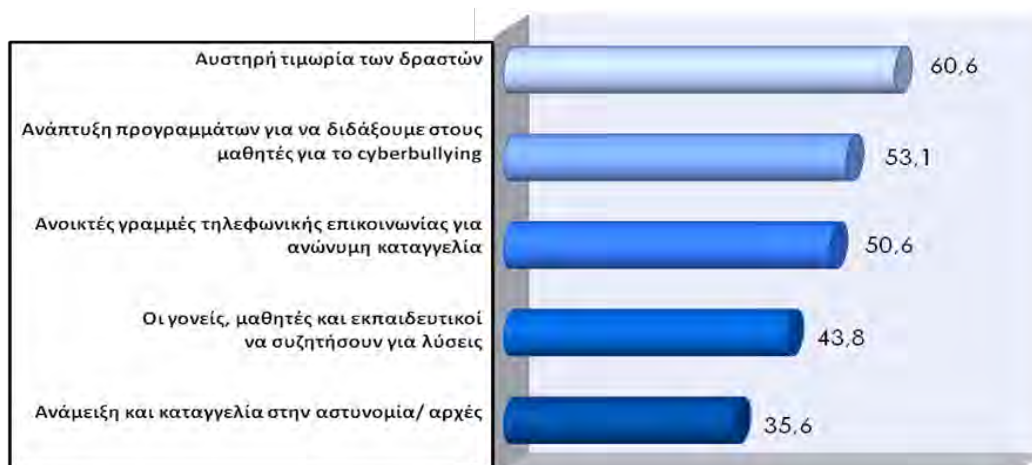 Αυστηρή τιμωρία των δραστών
60,6
Ανάπτυξη προγραμμάτων για να διδάξουμε στους
μαθητές για το cyberbullying
53,1
Ανοικτές γραμμές τηλεφωνικής επικοινωνίας για
ανώνυμη καταγγελία
50,6
Οι γονείς, μαθητές και εκπαιδευτικοί
να συζητήσουν για λύσεις
43,8
Ανάμειξη και καταγγελία στην αστυνομία/ αρχές
35,6